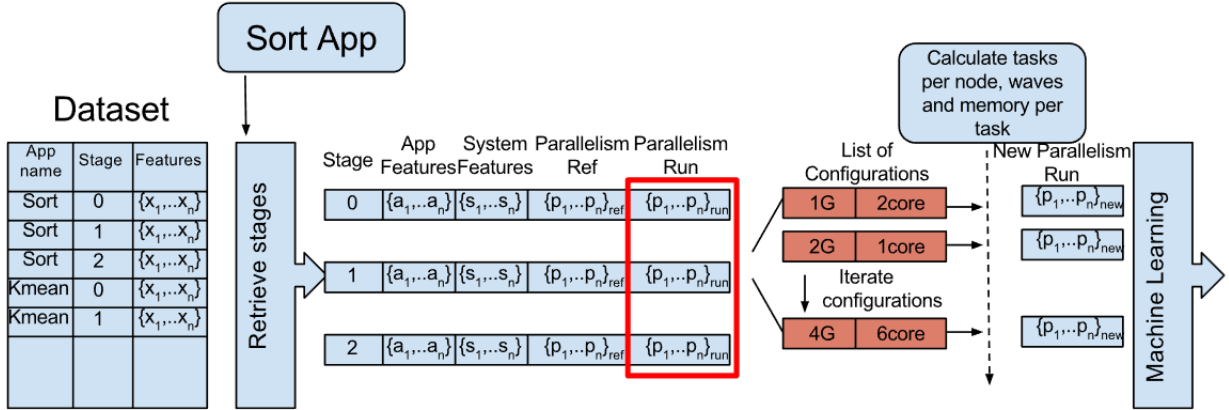 Sort App
Calculate tasks
per node, waves
and memory per
task
Dataset
App
name
Stage
Features
Sort
0
{x1,..xn}
Sort
1
{x1,..xn}
Sort
2
{x1,..xn}
Kmean
0
{x1,..xn}
Kmean
1
{x1,..xn}
Retrieve stages
Stage
App
Features
System
Features
Parallelism
Ref
Parallelism
Run
0
{a1,..an}
{s1,..sn}
{p1,..pn}ref
{p1,..pn}run
1
{a1,..an}
{s1,..sn}
{p1,..pn}ref
{p1,..pn}run
2
{a1,..an}
{s1,..sn}
{p1,..pn}ref
{p1,..pn}run
List of
Configurations
1G
2core
2G
1core
Iterate
configurations
4G
6core
New Parallelism
Run
{p1,..pn}new
{p1,..pn}new
{p1,..pn}new
Machine Learning